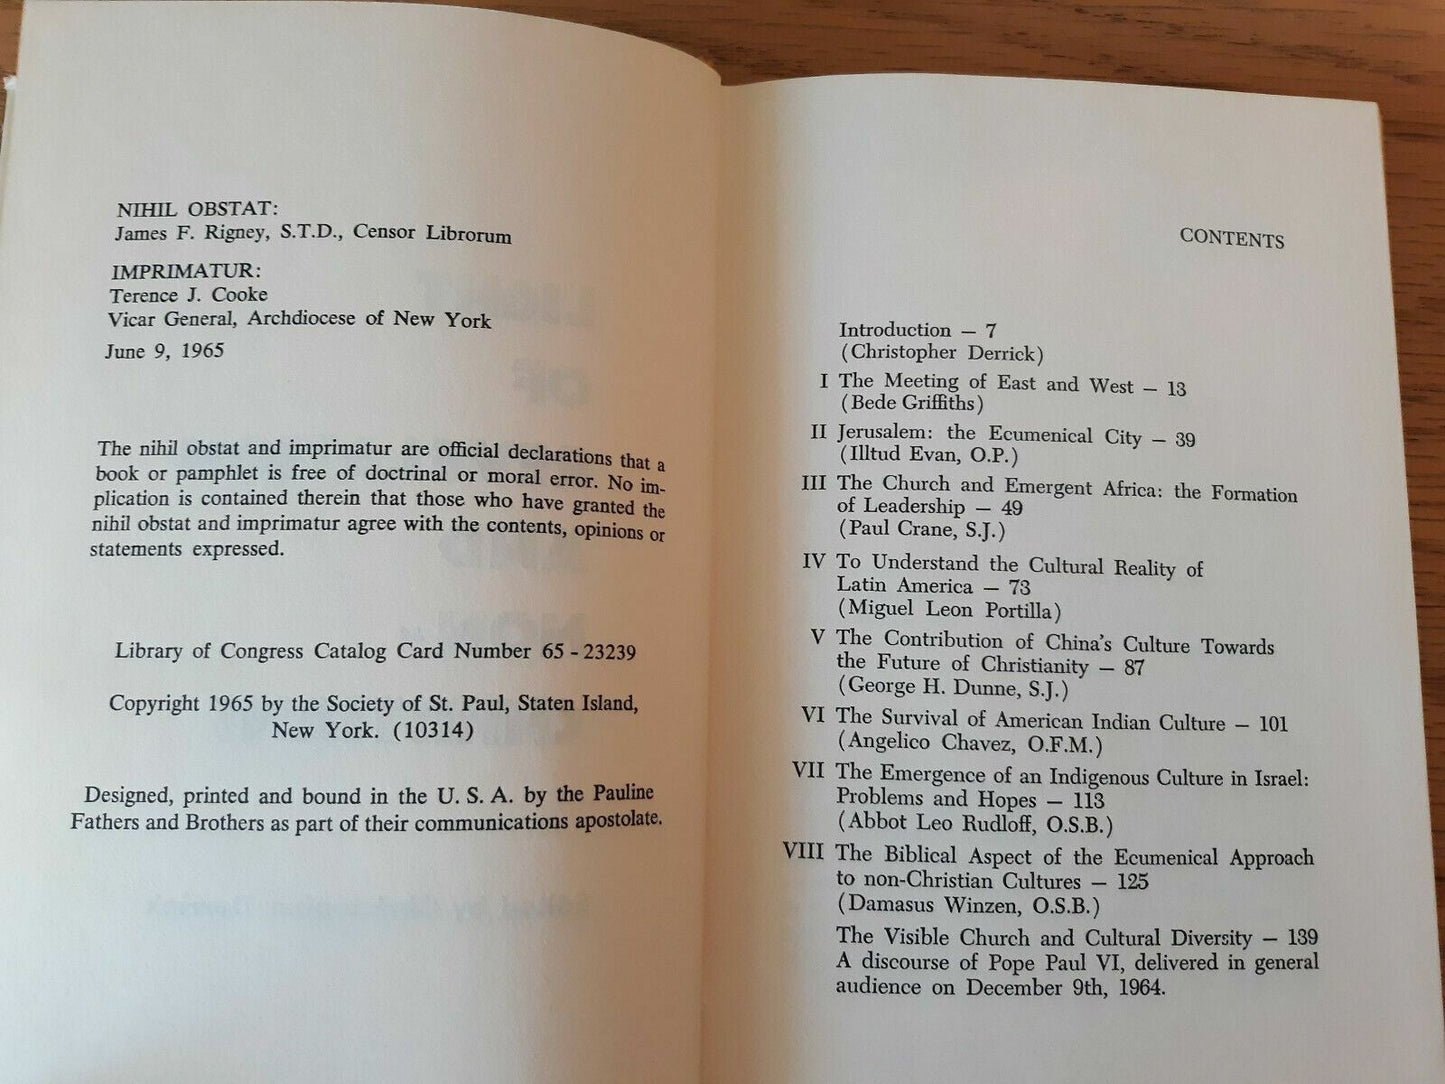 NIHIL OBSTAT:
James F. Rigney, S.T.D., Censor Librorum
IMPRIMATUR:
Terence J. Cooke
Vicar General, Archdiocese of New York
June 9, 1965
The nihil obstat and imprimatur are official declarations that a
book or pamphlet is free of doctrinal or moral error. No im-
plication is contained therein that those who have granted the
nihil obstat and imprimatur agree with the contents, opinions or
statements expressed.
Library of Congress Catalog Card Number 65-23239
Copyright 1965 by the Society of St. Paul, Staten Island,
New York. (10314)
Designed, printed and bound in the U. S. A. by the Pauline
Fathers and Brothers as part of their communications apostolate.
CONTENTS
Introduction — 7
(Christopher Derrick)
I The Meeting of East and West — 13
(Bede Griffiths)
II Jerusalem: the Ecumenical City — 39
(Illtud Evan, O.P.)
III The Church and Emergent Africa: the Formation
of Leadership — 49
(Paul Crane, S.J.)
IV To Understand the Cultural Reality of
Latin America — 73
(Miguel Leon Portilla)
V The Contribution of China's Culture Towards
the Future of Christianity — 87
(George H. Dunne, S.J.)
VI The Survival of American Indian Culture — 101
(Angelico Chavez, O.F.M.)
VII The Emergence of an Indigenous Culture in Israel:
Problems and Hopes — 113
(Abbot Leo Rudloff, O.S.B.)
VIII The Biblical Aspect of the Ecumenical Approach
to non-Christian Cultures — 125
(Damasus Winzen, O.S.B.)
The Visible Church and Cultural Diversity — 139
A discourse of Pope Paul VI, delivered in general
audience on December 9th, 1964.